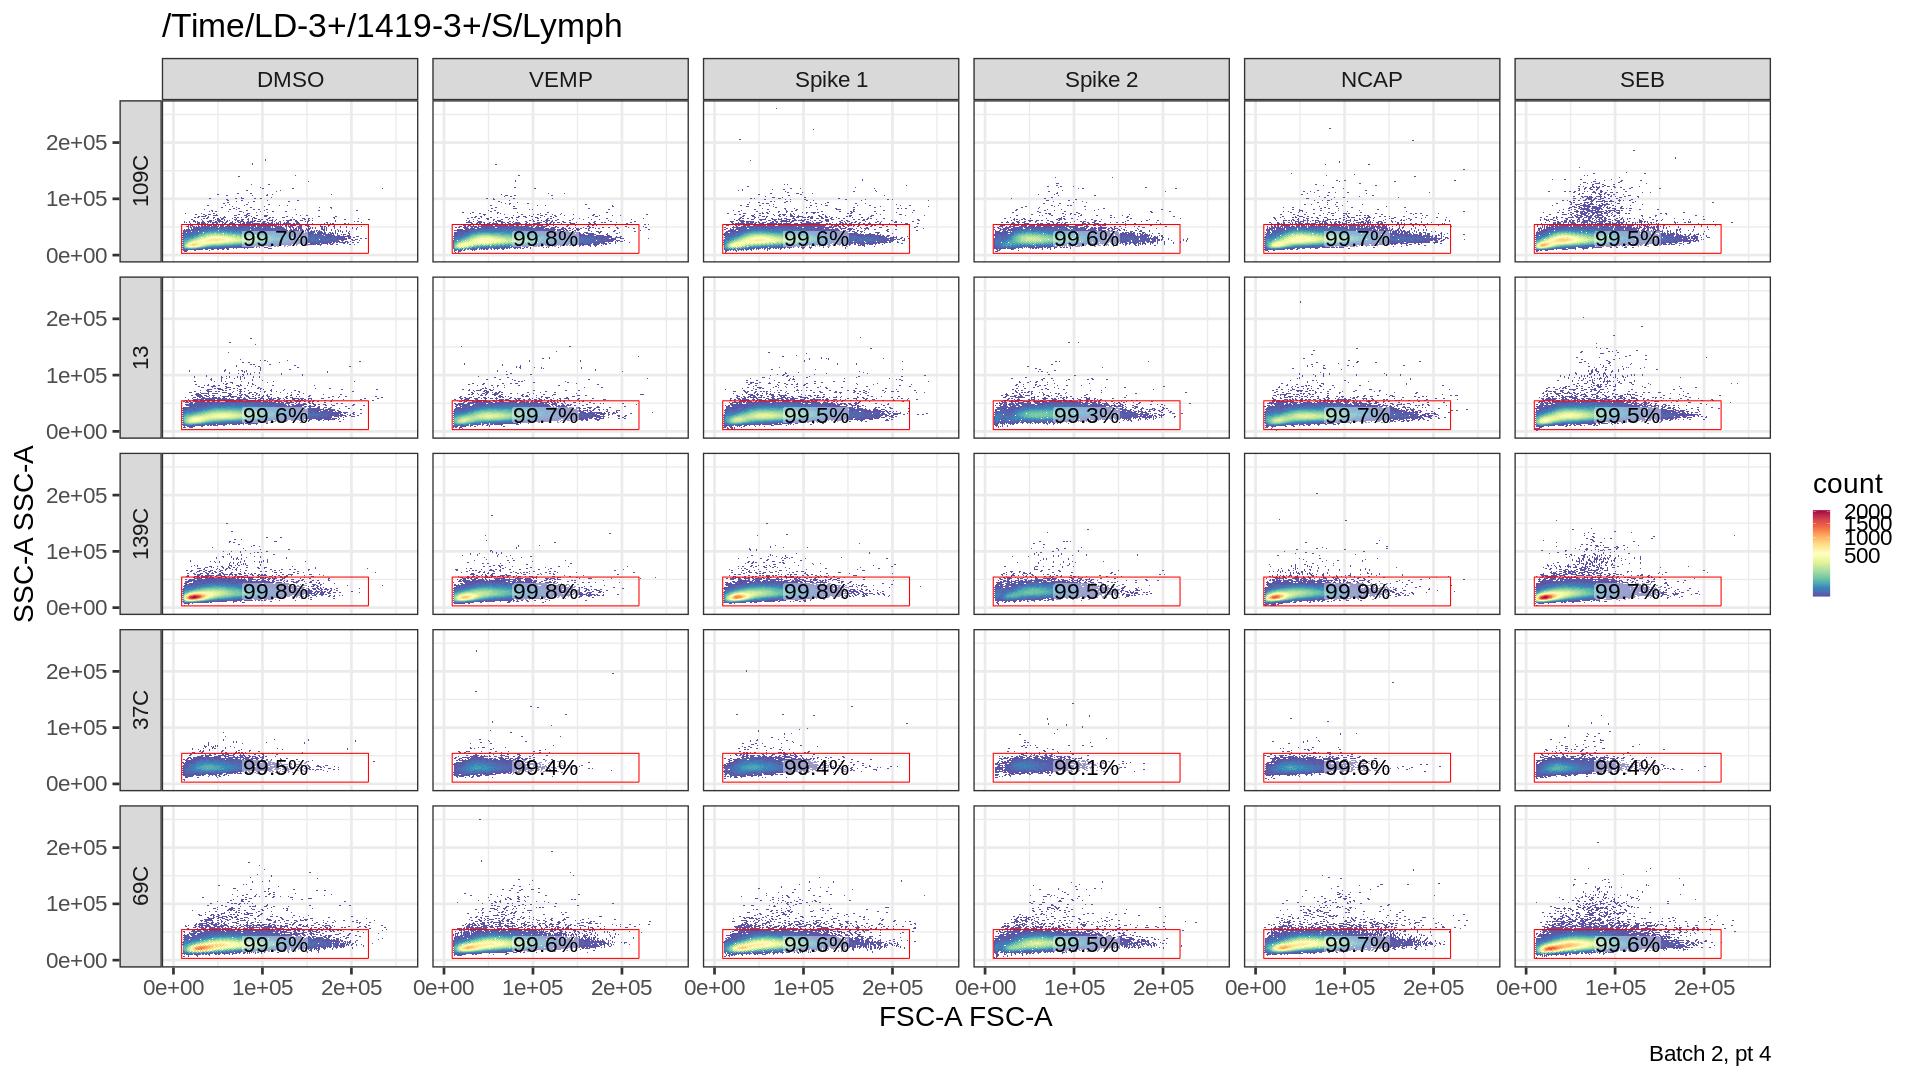 /Time/LD-3+/1419-3+/S/Lymph
DMSO VEMP Spike 1 Spike 2 NCAP SEB
109C
2e+05
1e+05
0e+00
99.7% 99.8% 99.6% 99.6% 99.7% 99.5%
13
2e+05
1e+05
0e+00
99.6% 99.7% 99.5% 99.3% 99.7% 99.5%
139C
2e+05
1e+05
0e+00
99.8% 99.8% 99.8% 99.5% 99.9% 99.7%
37C
2e+05
1e+05
0e+00
99.5% 99.4% 99.4% 99.1% 99.6% 99.4%
69C
2e+05
1e+05
0e+00
99.6% 99.6% 99.6% 99.5% 99.7% 99.6%
0e+00 1e+05 2e+05 0e+00 1e+05 2e+05 0e+00 1e+05 2e+05 0e+00 1e+05 2e+05 0e+00 1e+05 2e+05 0e+00 1e+05 2e+05
SSC-A SSC-A
FSC-A FSC-A
count
2000
1500
1000
500
Batch 2, pt 4